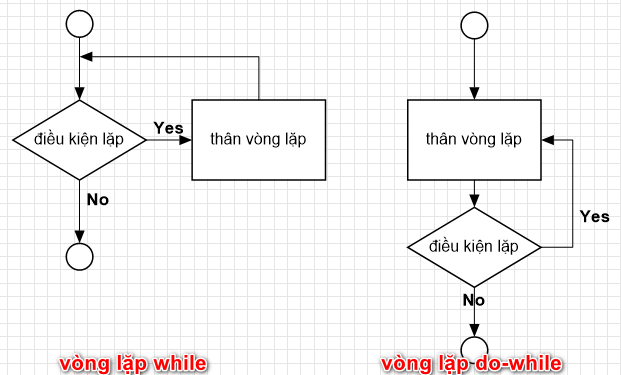 điều kiện lặp
Yes
thân vòng lặp
No
vòng lặp while
thân vòng lặp
Yes
điều kiện lặp
No
vòng lặp do-while